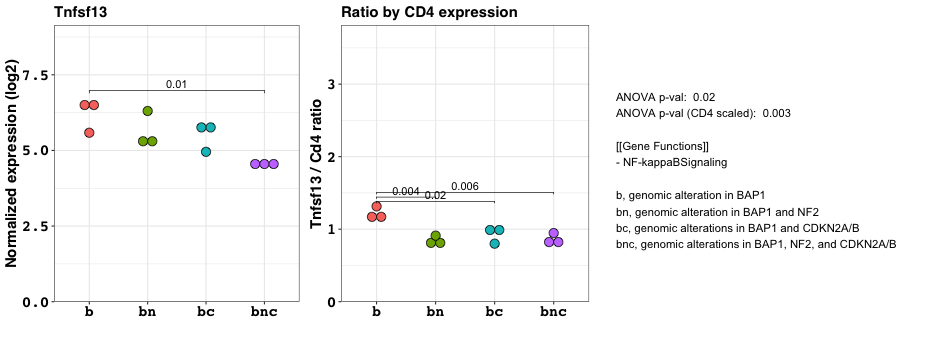 Tnfsf13
Normalized expression (log2)
7.5
5.0
2.5
0.0
0.01
b
bn
bc
bnc
Ratio by CD4 expression
Tnfsf13 / Cd4 ratio
3
2
1
0
0.006
0.004
0.02
b
bn
bc
bnc
ANOVA p-val:  0.02
ANOVA p-val (CD4 scaled):  0.003
[[Gene Functions]]
- NF-kappaBSignaling
b, genomic alteration in BAP1
bn, genomic alteration in BAP1 and NF2
bc, genomic alterations in BAP1 and CDKN2A/B
bnc, genomic alterations in BAP1, NF2, and CDKN2A/B